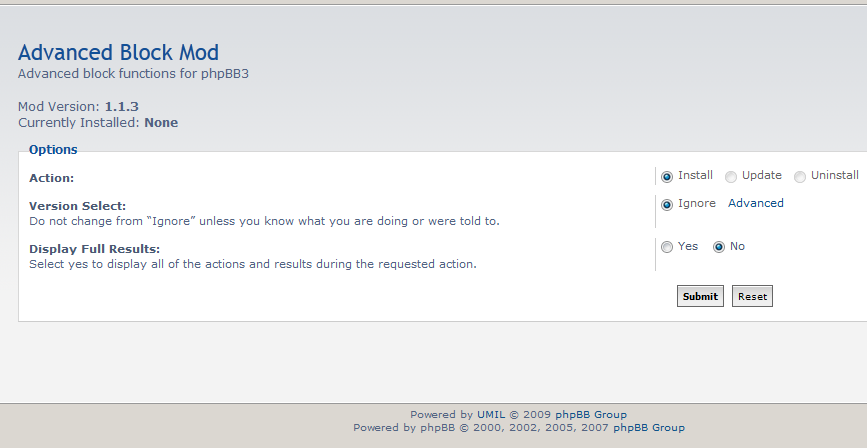 Advanced Block Mod
Advanced block functions for phpBB3
Mod Version: 1.1.3
Currently Installed: None
Options
Action:
Install Update Uninstall
Version Select:
Do not change from “Ignore” unless you know what you are doing or were told to.
Ignore Advanced
Display Full Results:
Select yes to display all of the actions and results during the requested action.
Yes No
Submit Reset
Powered by UMIL © 2009 phpBB Group
Powered by phpBB © 2000, 2002, 2005, 2007 phpBB Group